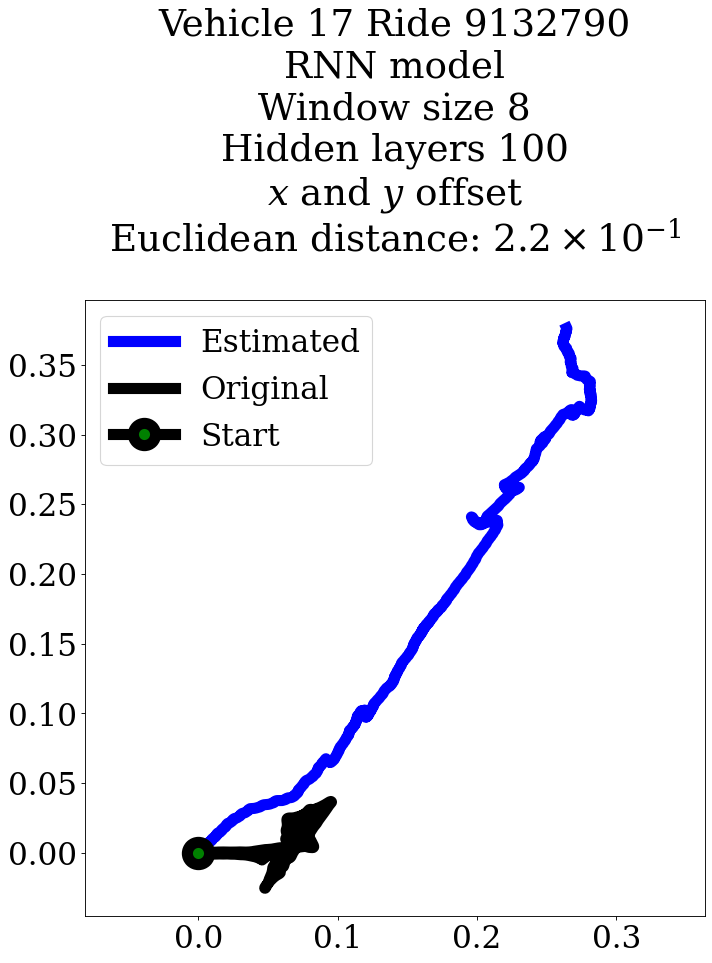 Vehicle 17 Ride 9132790
RNN model
Window size 8
Hidden layers 100
x and y offset
Euclidean distance: 2.2 × 10⁻¹
Estimated
Original
Start
0.35
0.30
0.25
0.20
0.15
0.10
0.05
0.00
0.0 0.1 0.2 0.3